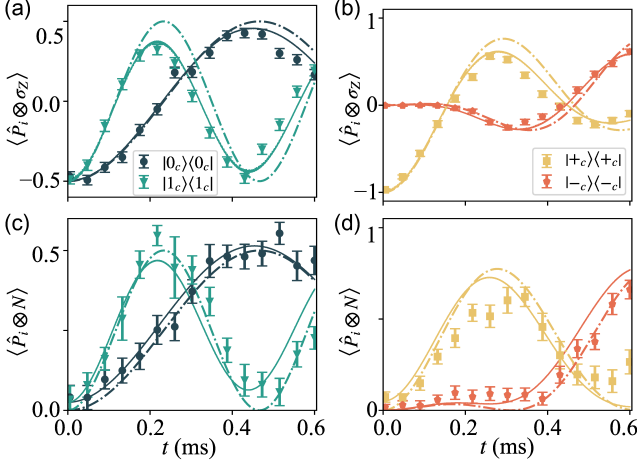 (a)
(b)
0.5
0.0
−0.5
⟨P̂ᵢ ⊗ σ_Z⟩
|0_c⟩⟨0_c|
|1_c⟩⟨1_c|
1
0
−1
⟨P̂ᵢ ⊗ σ_Z⟩
|+_c⟩⟨+_c|
|−_c⟩⟨−_c|
(c)
(d)
0.5
0.0
⟨P̂ᵢ ⊗ N⟩
0.0 0.2 0.4 0.6
t (ms)
1
0
⟨P̂ᵢ ⊗ N⟩
0.0 0.2 0.4 0.6
t (ms)